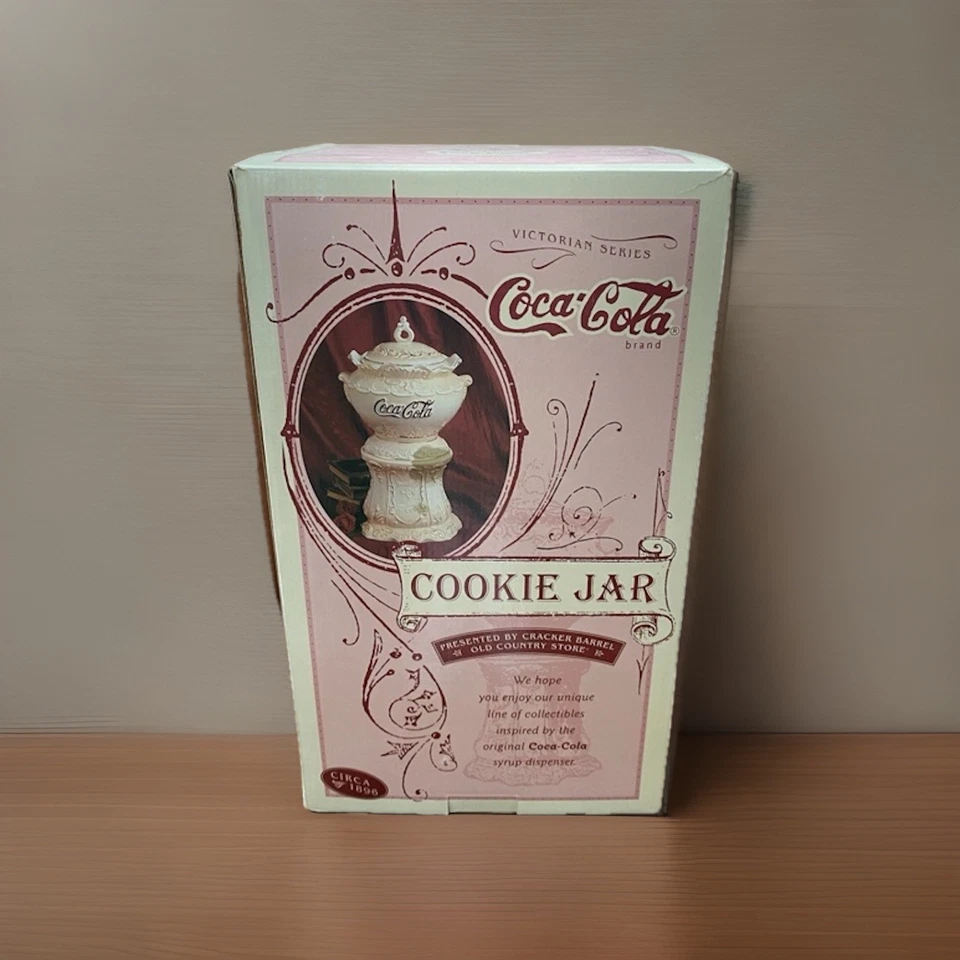 VICTORIAN SERIES
Coca-Cola®
brand
Coca-Cola
COOKIE JAR
PRESENTED BY CRACKER BARREL
OLD COUNTRY STORE®
We hope
you enjoy our unique
line of collectibles
inspired by the
original Coca-Cola
syrup dispenser.
CIRCA
1896